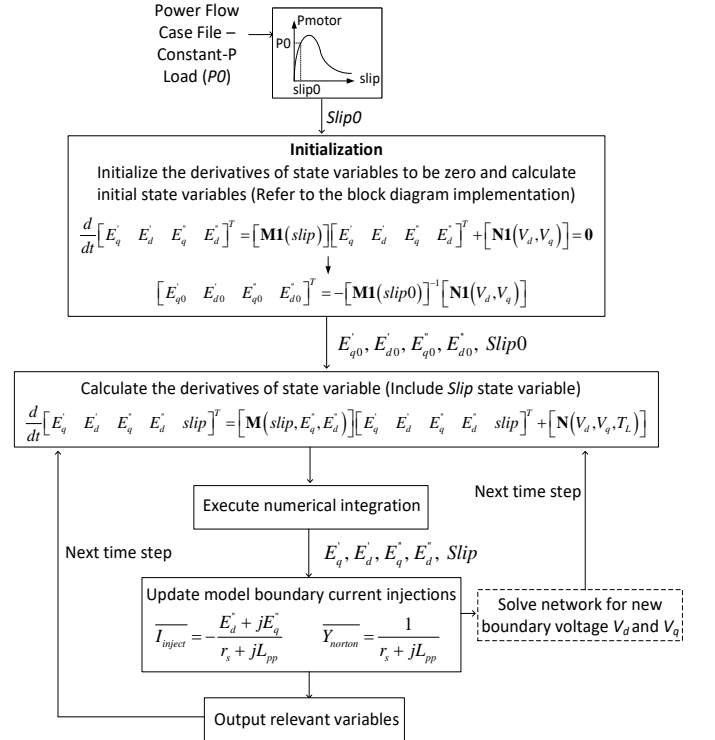 Power Flow
Case File –
Constant-P
Load (P0)
Pmotor
P0
slip
slip0
Slip0
Initialization
Initialize the derivatives of state variables to be zero and calculate
initial state variables (Refer to the block diagram implementation)
d/dt [E'q E'd E"q E"d]^T = [M1(slip)][E'q E'd E"q E"d]^T + [N1(Vd,Vq)] = 0
[E'q0 E'd0 E"q0 E"d0]^T = −[M1(slip0)]^−1 [N1(Vd,Vq)]
E'q0, E'd0, E"q0, E"d0, Slip0
Calculate the derivatives of state variable (Include Slip state variable)
d/dt [E'q E'd E"q E"d slip]^T = [M(slip,E"q,E"d)][E'q E'd E"q E"d slip]^T + [N(Vd,Vq,TL)]
Execute numerical integration
Next time step
Next time step
E'q, E'd, E"q, E"d, Slip
Update model boundary current injections
Iinject = −(E"d + jE"q)/(rs + jLpp) Ynorton = 1/(rs + jLpp)
Solve network for new
boundary voltage Vd and Vq
Output relevant variables